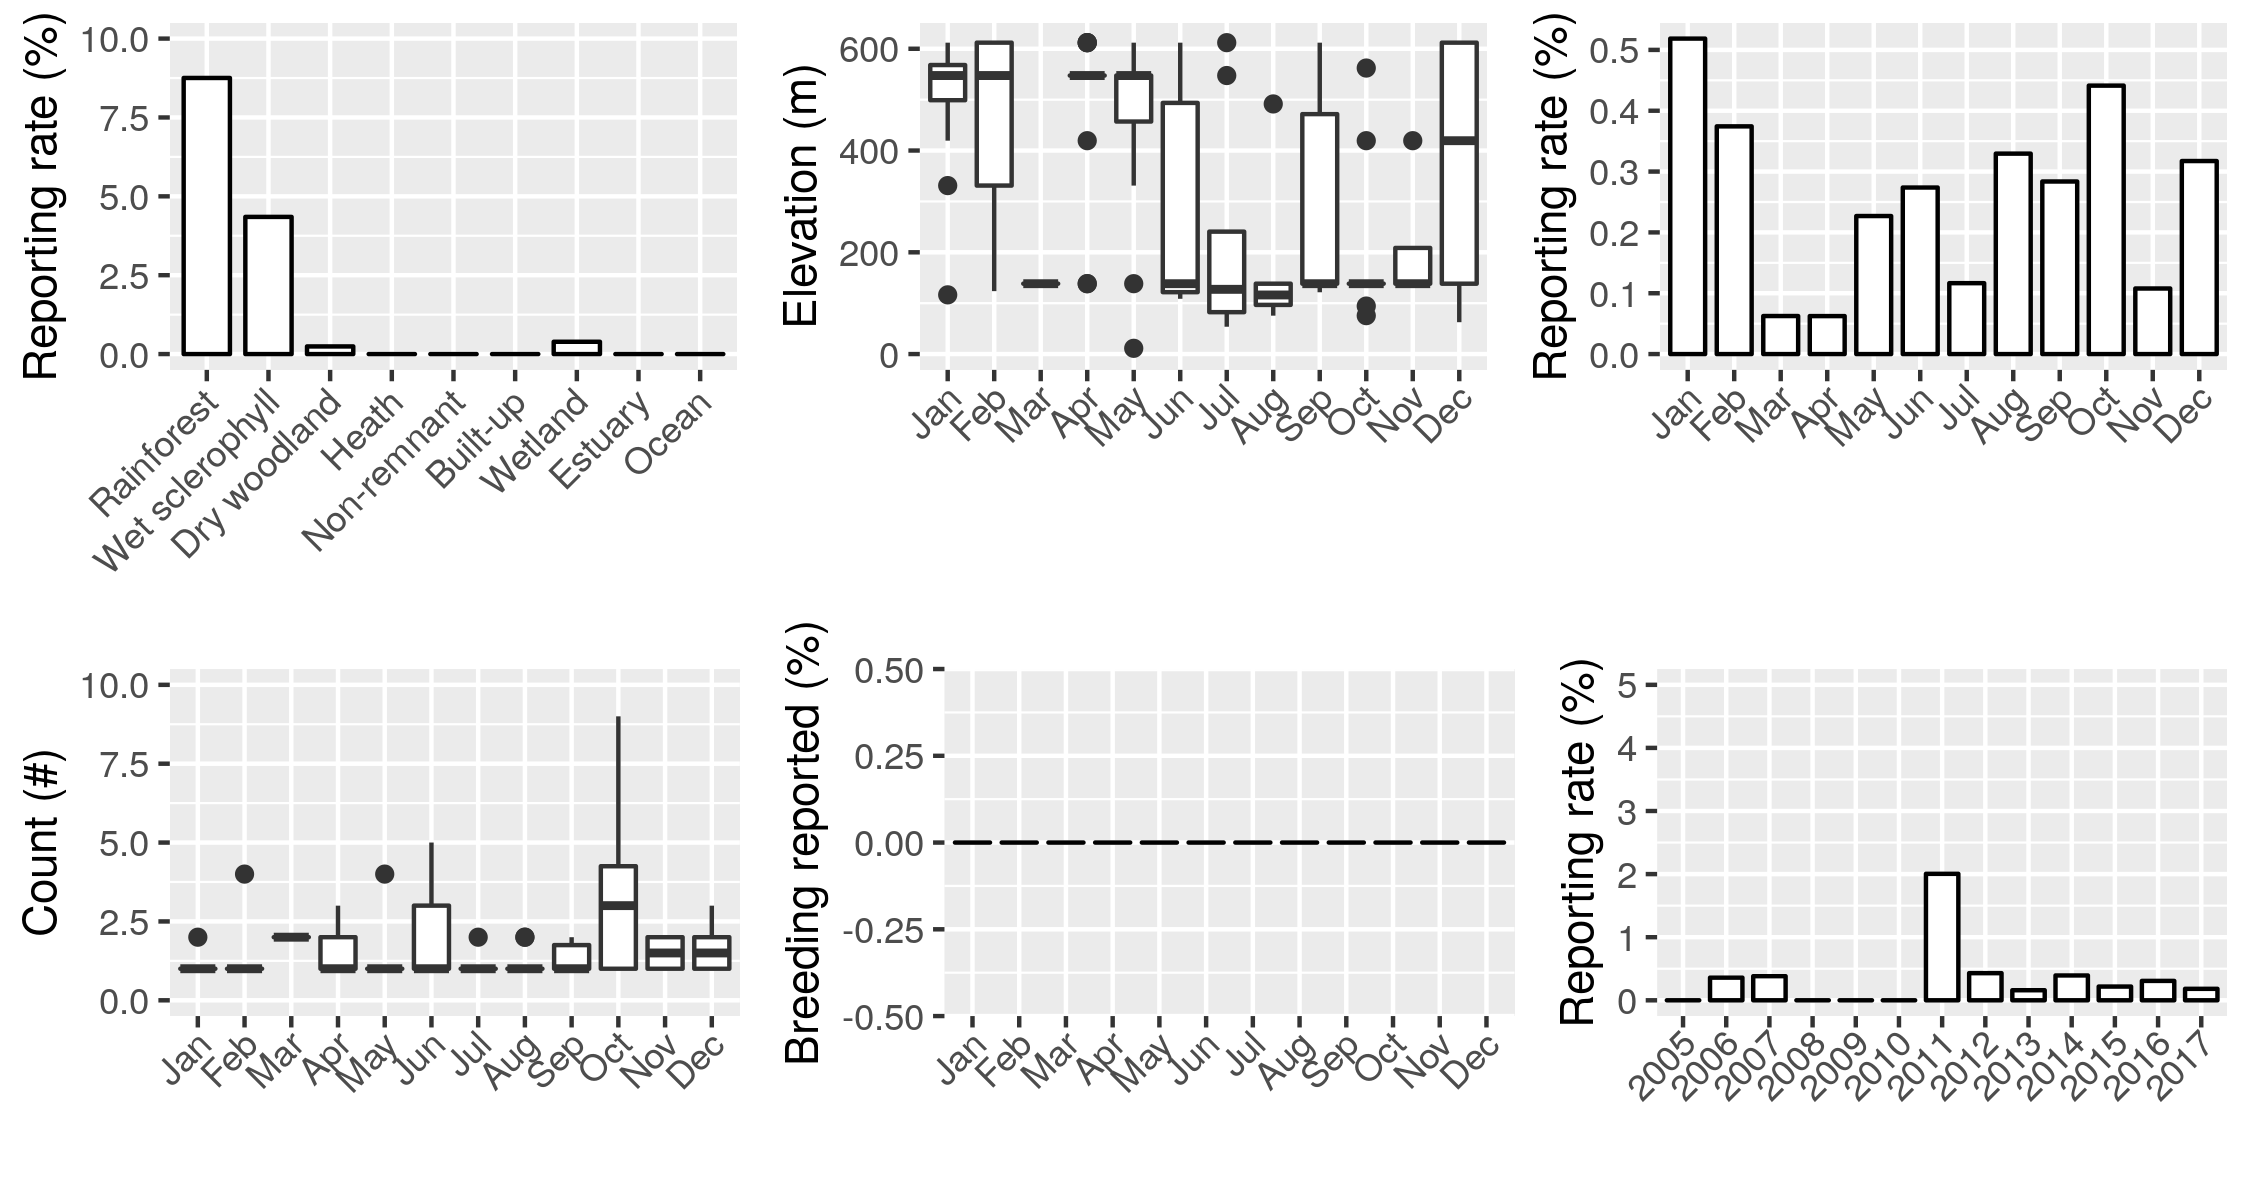 Reporting rate (%)
10.0
7.5
5.0
2.5
0.0
Rainforest
Wet sclerophyll
Dry woodland
Heath
Non-remnant
Built-up
Wetland
Estuary
Ocean
Elevation (m)
600
400
200
0
Jan
Feb
Mar
Apr
May
Jun
Jul
Aug
Sep
Oct
Nov
Dec
Reporting rate (%)
0.5
0.4
0.3
0.2
0.1
0.0
Jan
Feb
Mar
Apr
May
Jun
Jul
Aug
Sep
Oct
Nov
Dec
Count (#)
10.0
7.5
5.0
2.5
0.0
Jan
Feb
Mar
Apr
May
Jun
Jul
Aug
Sep
Oct
Nov
Dec
Breeding reported (%)
0.50
0.25
0.00
-0.25
-0.50
Jan
Feb
Mar
Apr
May
Jun
Jul
Aug
Sep
Oct
Nov
Dec
Reporting rate (%)
5
4
3
2
1
0
2005
2006
2007
2008
2009
2010
2011
2012
2013
2014
2015
2016
2017